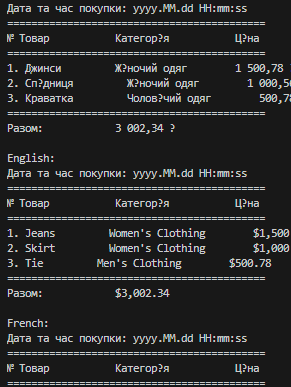 Дата та час покупки: yyyy.MM.dd HH:mm:ss
===========================================
№ Товар Категор?я Ц?на
===========================================
1. Джинси Ж?ночий одяг 1 500,78
2. Сп?дниця Ж?ночий одяг 1 000,5
3. Краватка Чолов?чий одяг 500,78
===========================================
Разом: 3 002,34 ?
English:
Дата та час покупки: yyyy.MM.dd HH:mm:ss
===========================================
№ Товар Категор?я Ц?на
===========================================
1. Jeans Women's Clothing $1,500
2. Skirt Women's Clothing $1,000
3. Tie Men's Clothing $500.78
===========================================
Разом: $3,002.34
French:
Дата та час покупки: yyyy.MM.dd HH:mm:ss
===========================================
№ Товар Категор?я Ц?на
===========================================